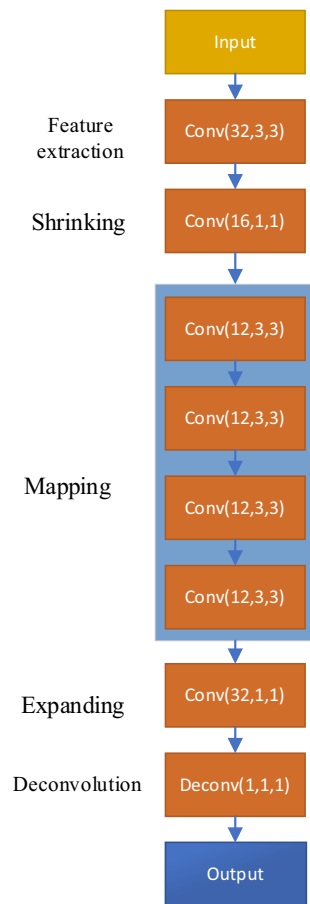 Input
Feature
extraction
Conv(32,3,3)
Shrinking
Conv(16,1,1)
Mapping
Conv(12,3,3)
Conv(12,3,3)
Conv(12,3,3)
Conv(12,3,3)
Expanding
Conv(32,1,1)
Deconvolution
Deconv(1,1,1)
Output